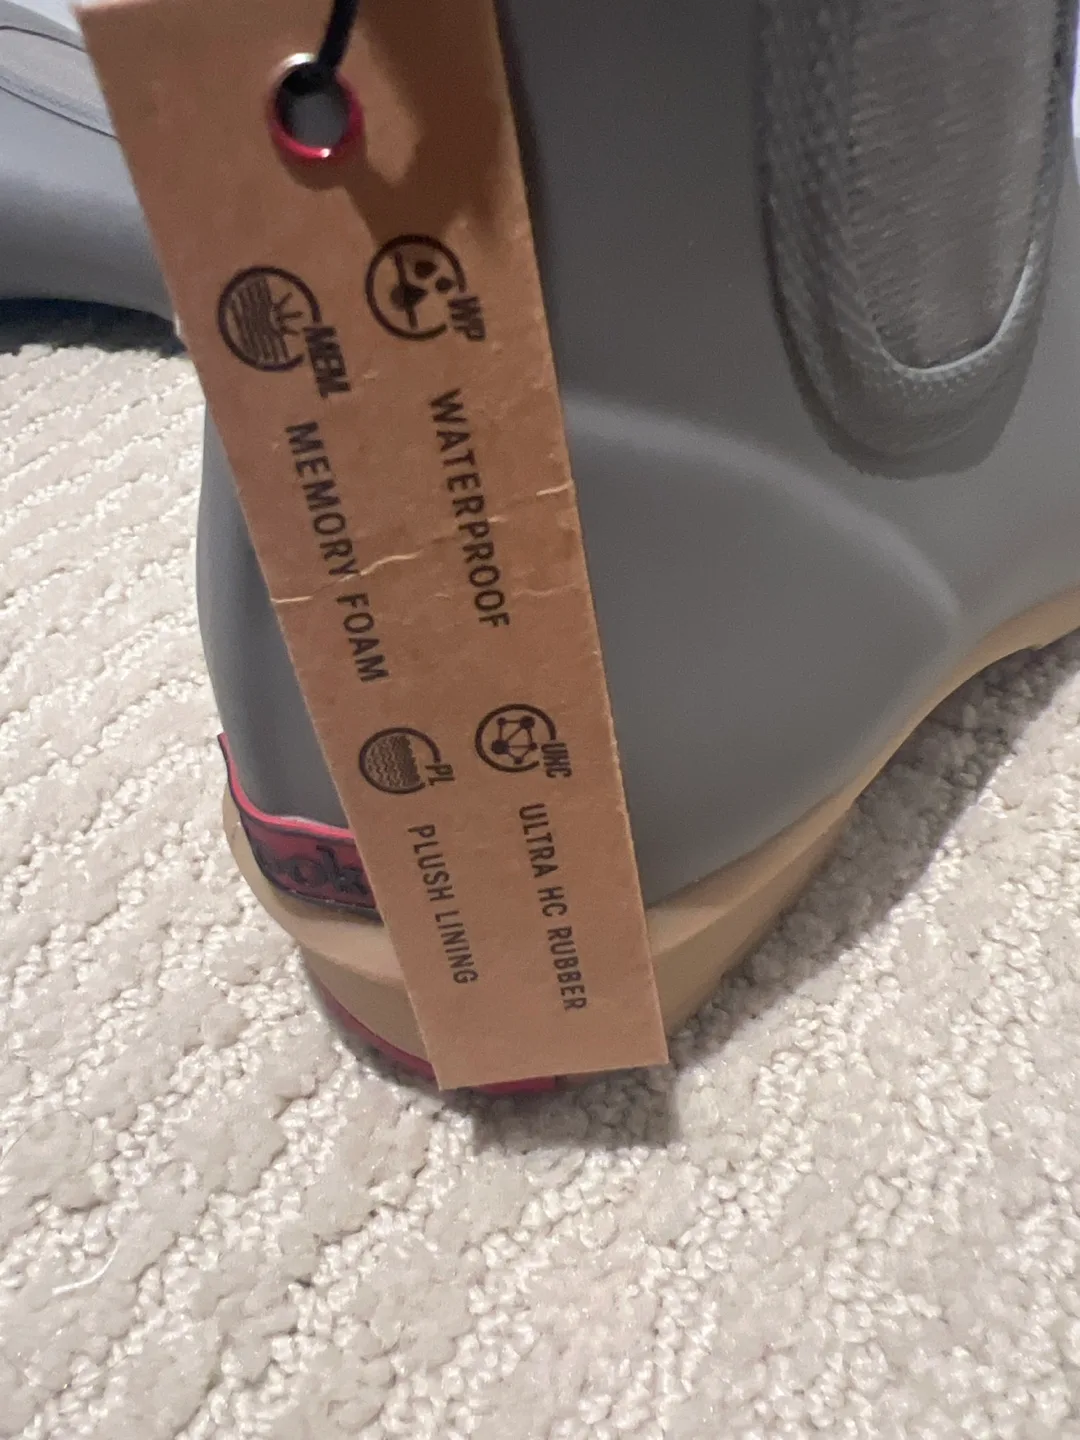 WP
WATERPROOF
MEM
MEMORY FOAM
UHC
ULTRA HC RUBBER
PL
PLUSH LINING